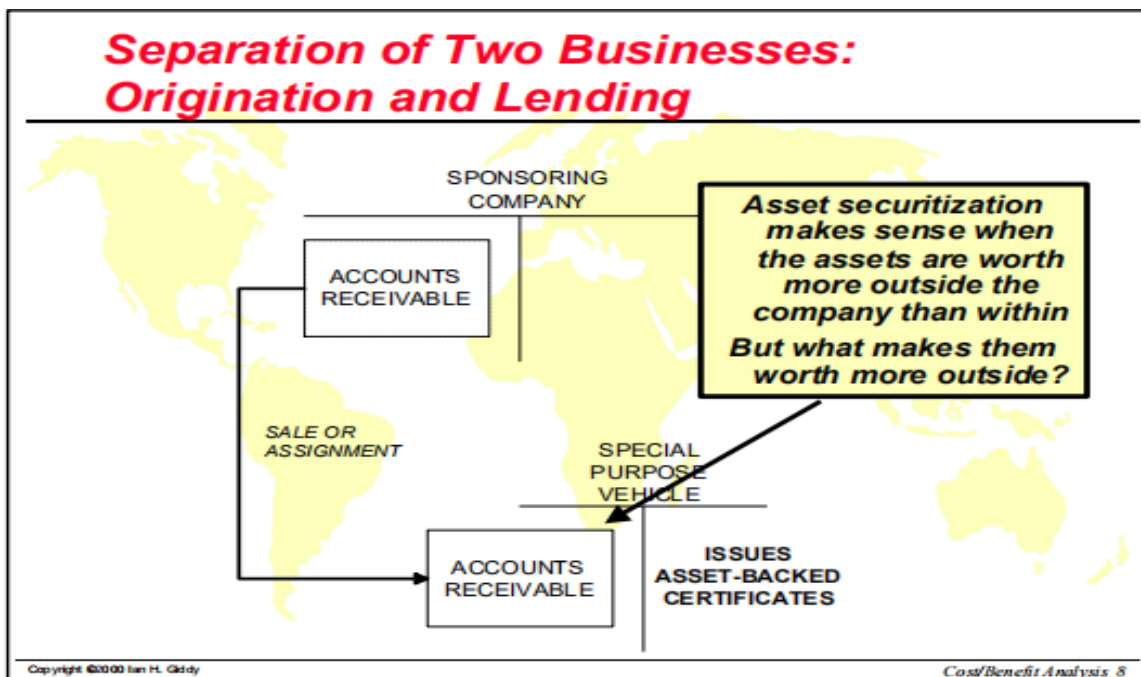 Separation of Two Businesses:
Origination and Lending
SPONSORING
COMPANY
ACCOUNTS
RECEIVABLE
Asset securitization
makes sense when
the assets are worth
more outside the
company than within
But what makes them
worth more outside?
SALE OR
ASSIGNMENT
SPECIAL
PURPOSE
VEHICLE
ACCOUNTS
RECEIVABLE
ISSUES
ASSET-BACKED
CERTIFICATES
Copyright ©2000 Ian H. Giddy
Cost/Benefit Analysis 8